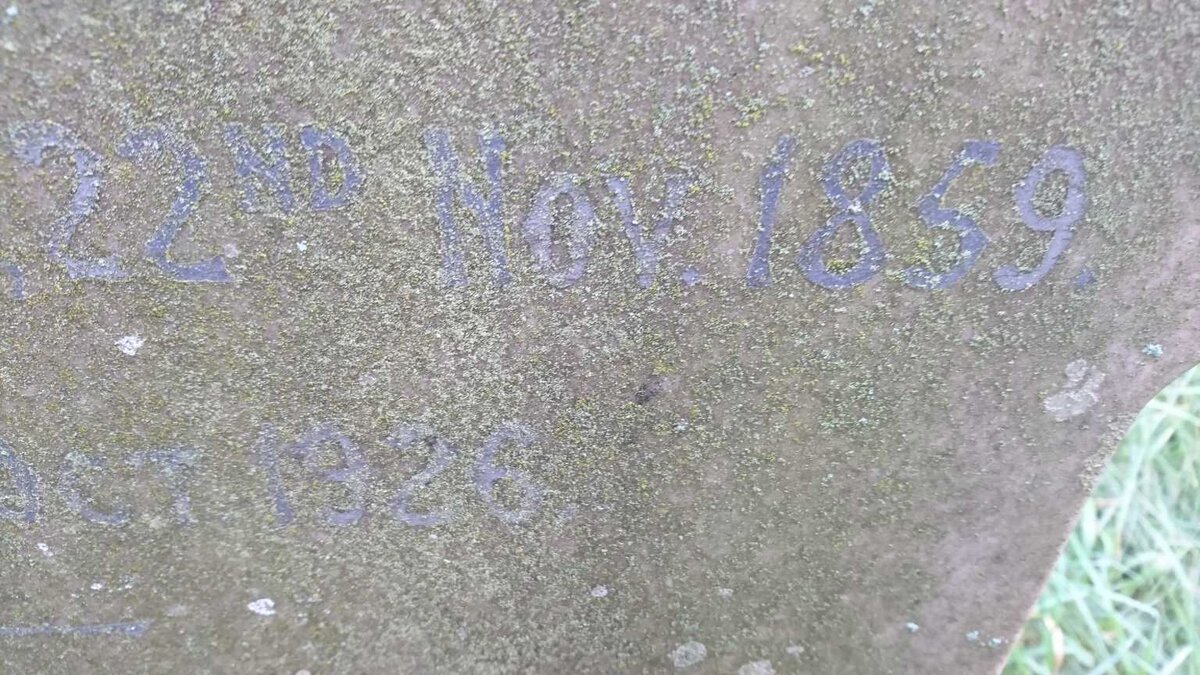 , 22ND Nov. 1859.
OCT 1926.